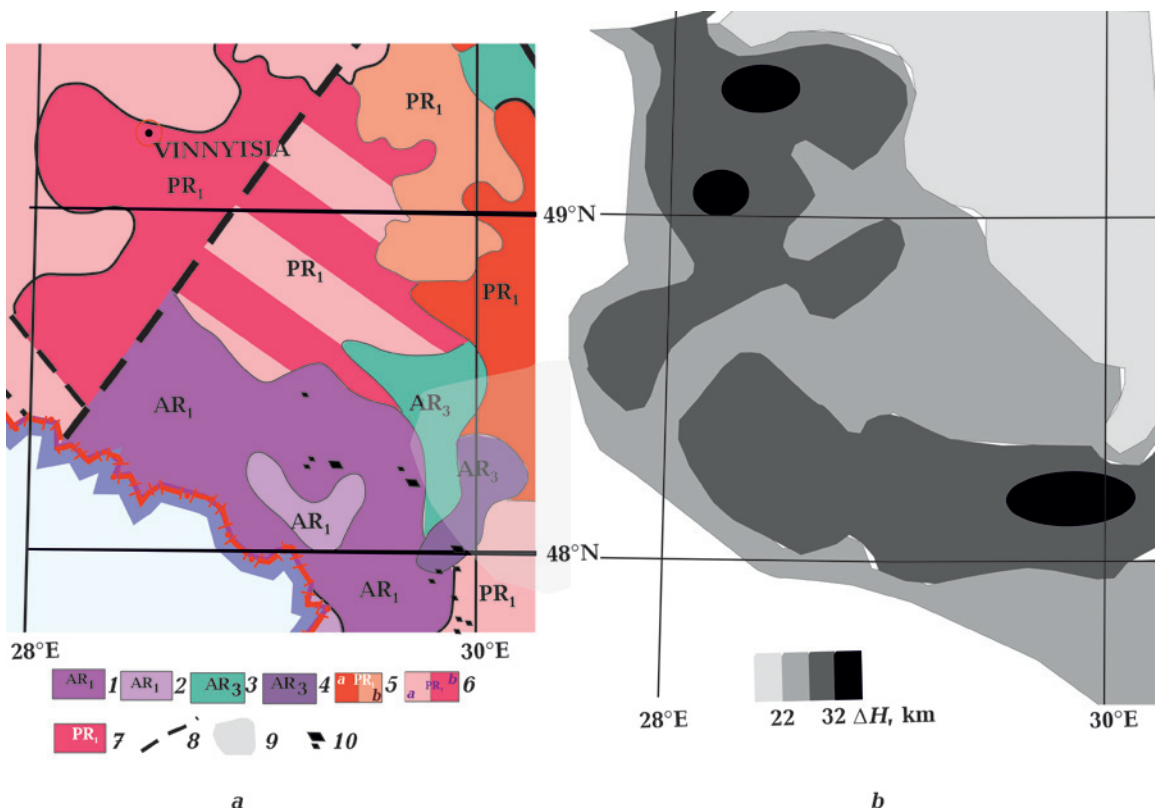 PR₁
VINNYTSIA
PR₁
49°N
PR₁
PR₁
AR₁
AR₃
AR₃
AR₁
48°N
AR₁
PR₁
28°E
30°E
AR₁ 1 AR₁ 2 AR₃ 3 AR₃ 4 a PR₁ b 5 a PR₁ b 6
PR₁ 7 8 9 10
a
28°E
30°E
22 32 ΔH, km
b